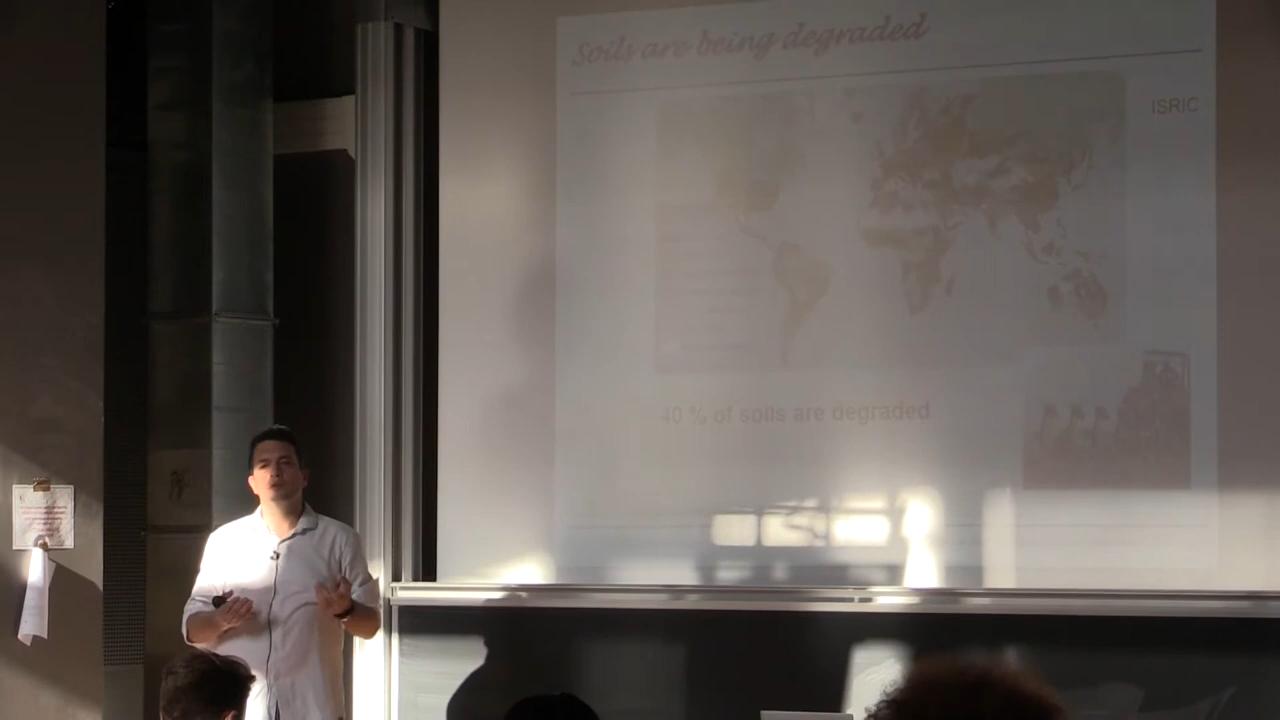 Soils are being degraded
ISRIC
40 % of soils are degraded